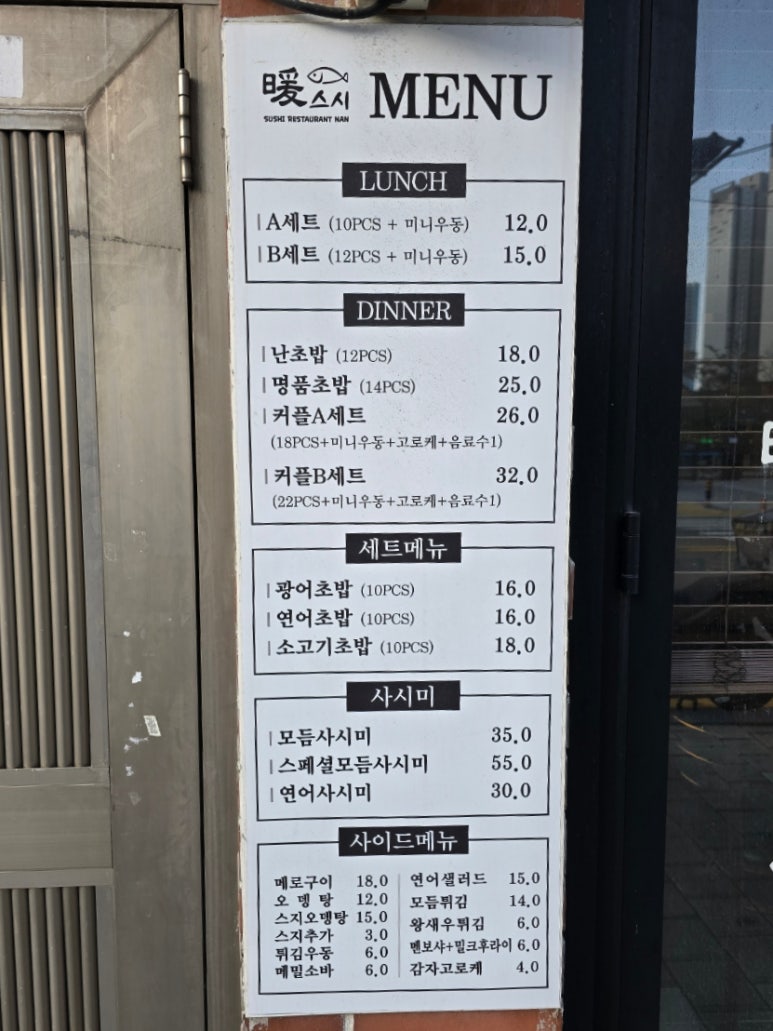 暖스시 MENU
SUSHI RESTAURANT NAN
LUNCH
A세트 (10PCS + 미니우동) 12.0
B세트 (12PCS + 미니우동) 15.0
DINNER
난초밥 (12PCS) 18.0
명품초밥 (14PCS) 25.0
커플A세트 26.0
(18PCS+미니우동+고로케+음료수1)
커플B세트 32.0
(22PCS+미니우동+고로케+음료수1)
세트메뉴
광어초밥 (10PCS) 16.0
연어초밥 (10PCS) 16.0
소고기초밥 (10PCS) 18.0
사시미
모듬사시미 35.0
스페셜모듬사시미 55.0
연어사시미 30.0
사이드메뉴
메로구이 18.0
오 뎅 탕 12.0
스지오뎅탕 15.0
스지추가 3.0
튀김우동 6.0
메밀소바 6.0
연어샐러드 15.0
모듬튀김 14.0
왕새우튀김 6.0
멘보샤+밀크후라이 6.0
감자고로케 4.0